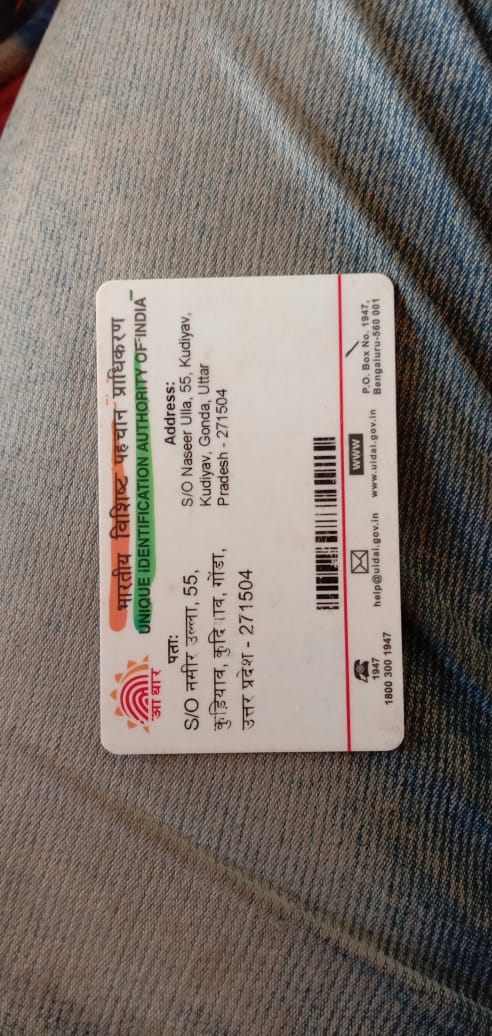 भारतीय विशिष्ट पहचान प्राधिकरण
UNIQUE IDENTIFICATION AUTHORITY OF INDIA
आधार
पता:
S/O नसीर उल्ला, 55,
कुड़ियाव, कुदियाव, गोंडा,
उत्तर प्रदेश - 271504
Address:
S/O Naseer Ulla, 55, Kudiyav,
Kudiyav, Gonda, Uttar
Pradesh - 271504
1947
1800 300 1947
help@uidai.gov.in
www
www.uidai.gov.in
P.O. Box No. 1947,
Bengaluru-560 001